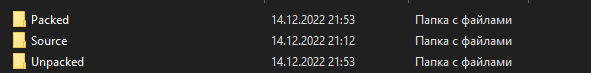 Packed 14.12.2022 21:53 Папка с файлами
Source 14.12.2022 21:12 Папка с файлами
Unpacked 14.12.2022 21:53 Папка с файлами